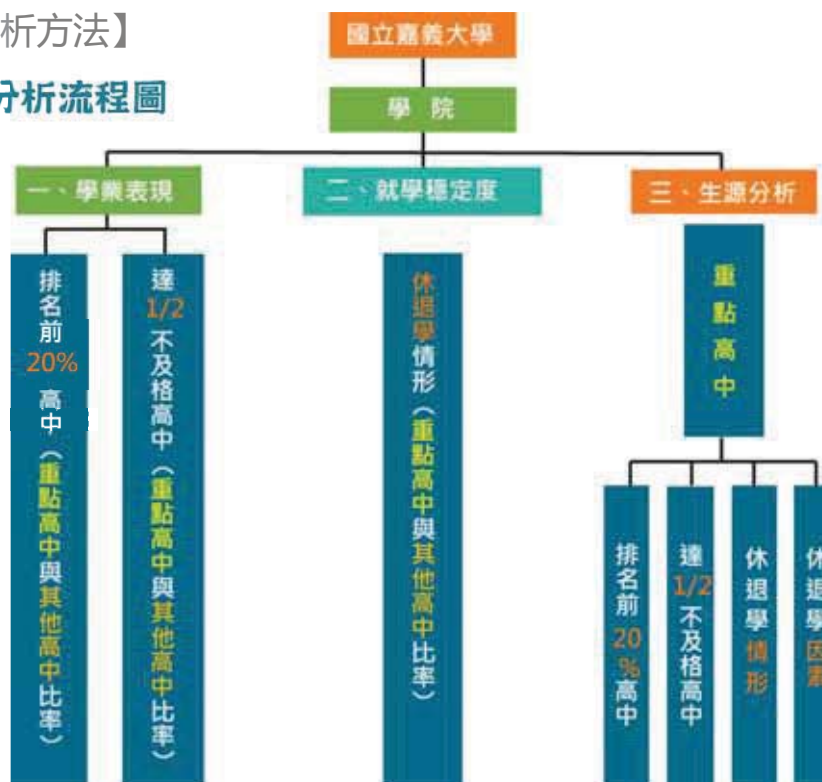 析方法】
分析流程圖
國立嘉義大學
學 院
一、學業表現
二、就學穩定度
三、生源分析
排名前20%高中（重點高中與其他高中比率）
達1/2不及格高中（重點高中與其他高中比率）
休退學情形（重點高中與其他高中比率）
重點高中
排名前20%高中
達1/2不及格高中
休退學情形
休退學因素